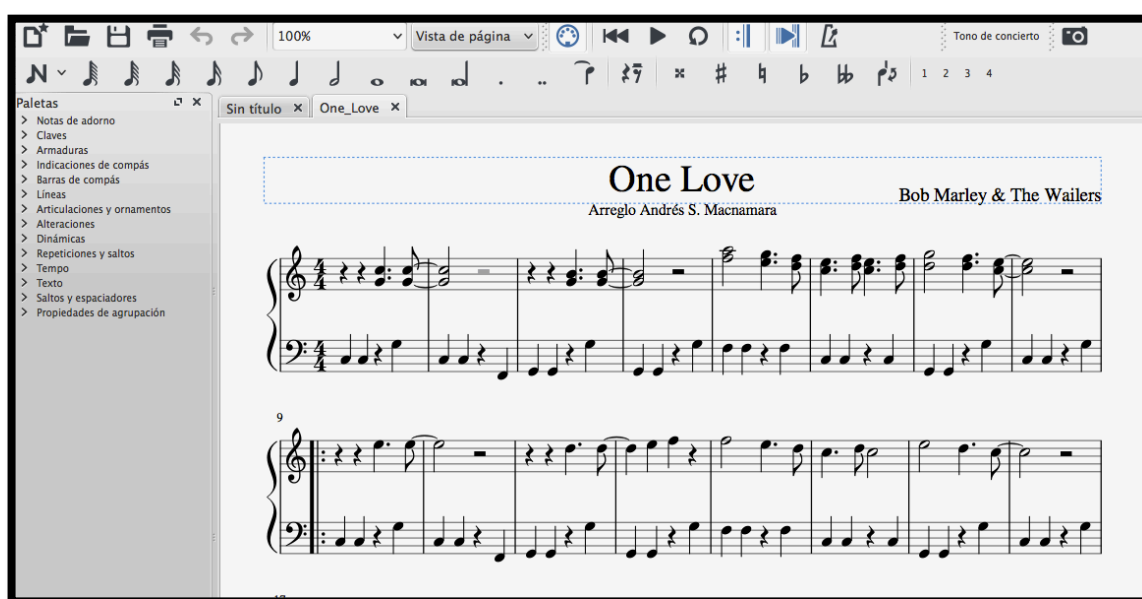 100% Vista de página Tono de concierto
1 2 3 4
Paletas
Sin título One_Love
Notas de adorno
Claves
Armaduras
Indicaciones de compás
Barras de compás
Líneas
Articulaciones y ornamentos
Alteraciones
Dinámicas
Repeticiones y saltos
Tempo
Texto
Saltos y espaciadores
Propiedades de agrupación
One Love
Bob Marley & The Wailers
Arreglo Andrés S. Macnamara
9